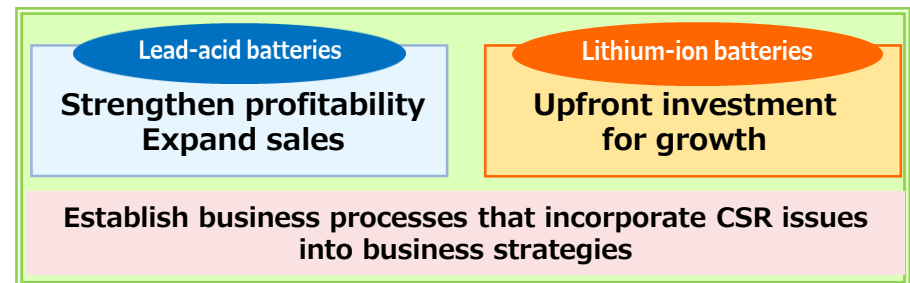 Lead-acid batteries
Strengthen profitability
Expand sales
Lithium-ion batteries
Upfront investment
for growth
Establish business processes that incorporate CSR issues
into business strategies